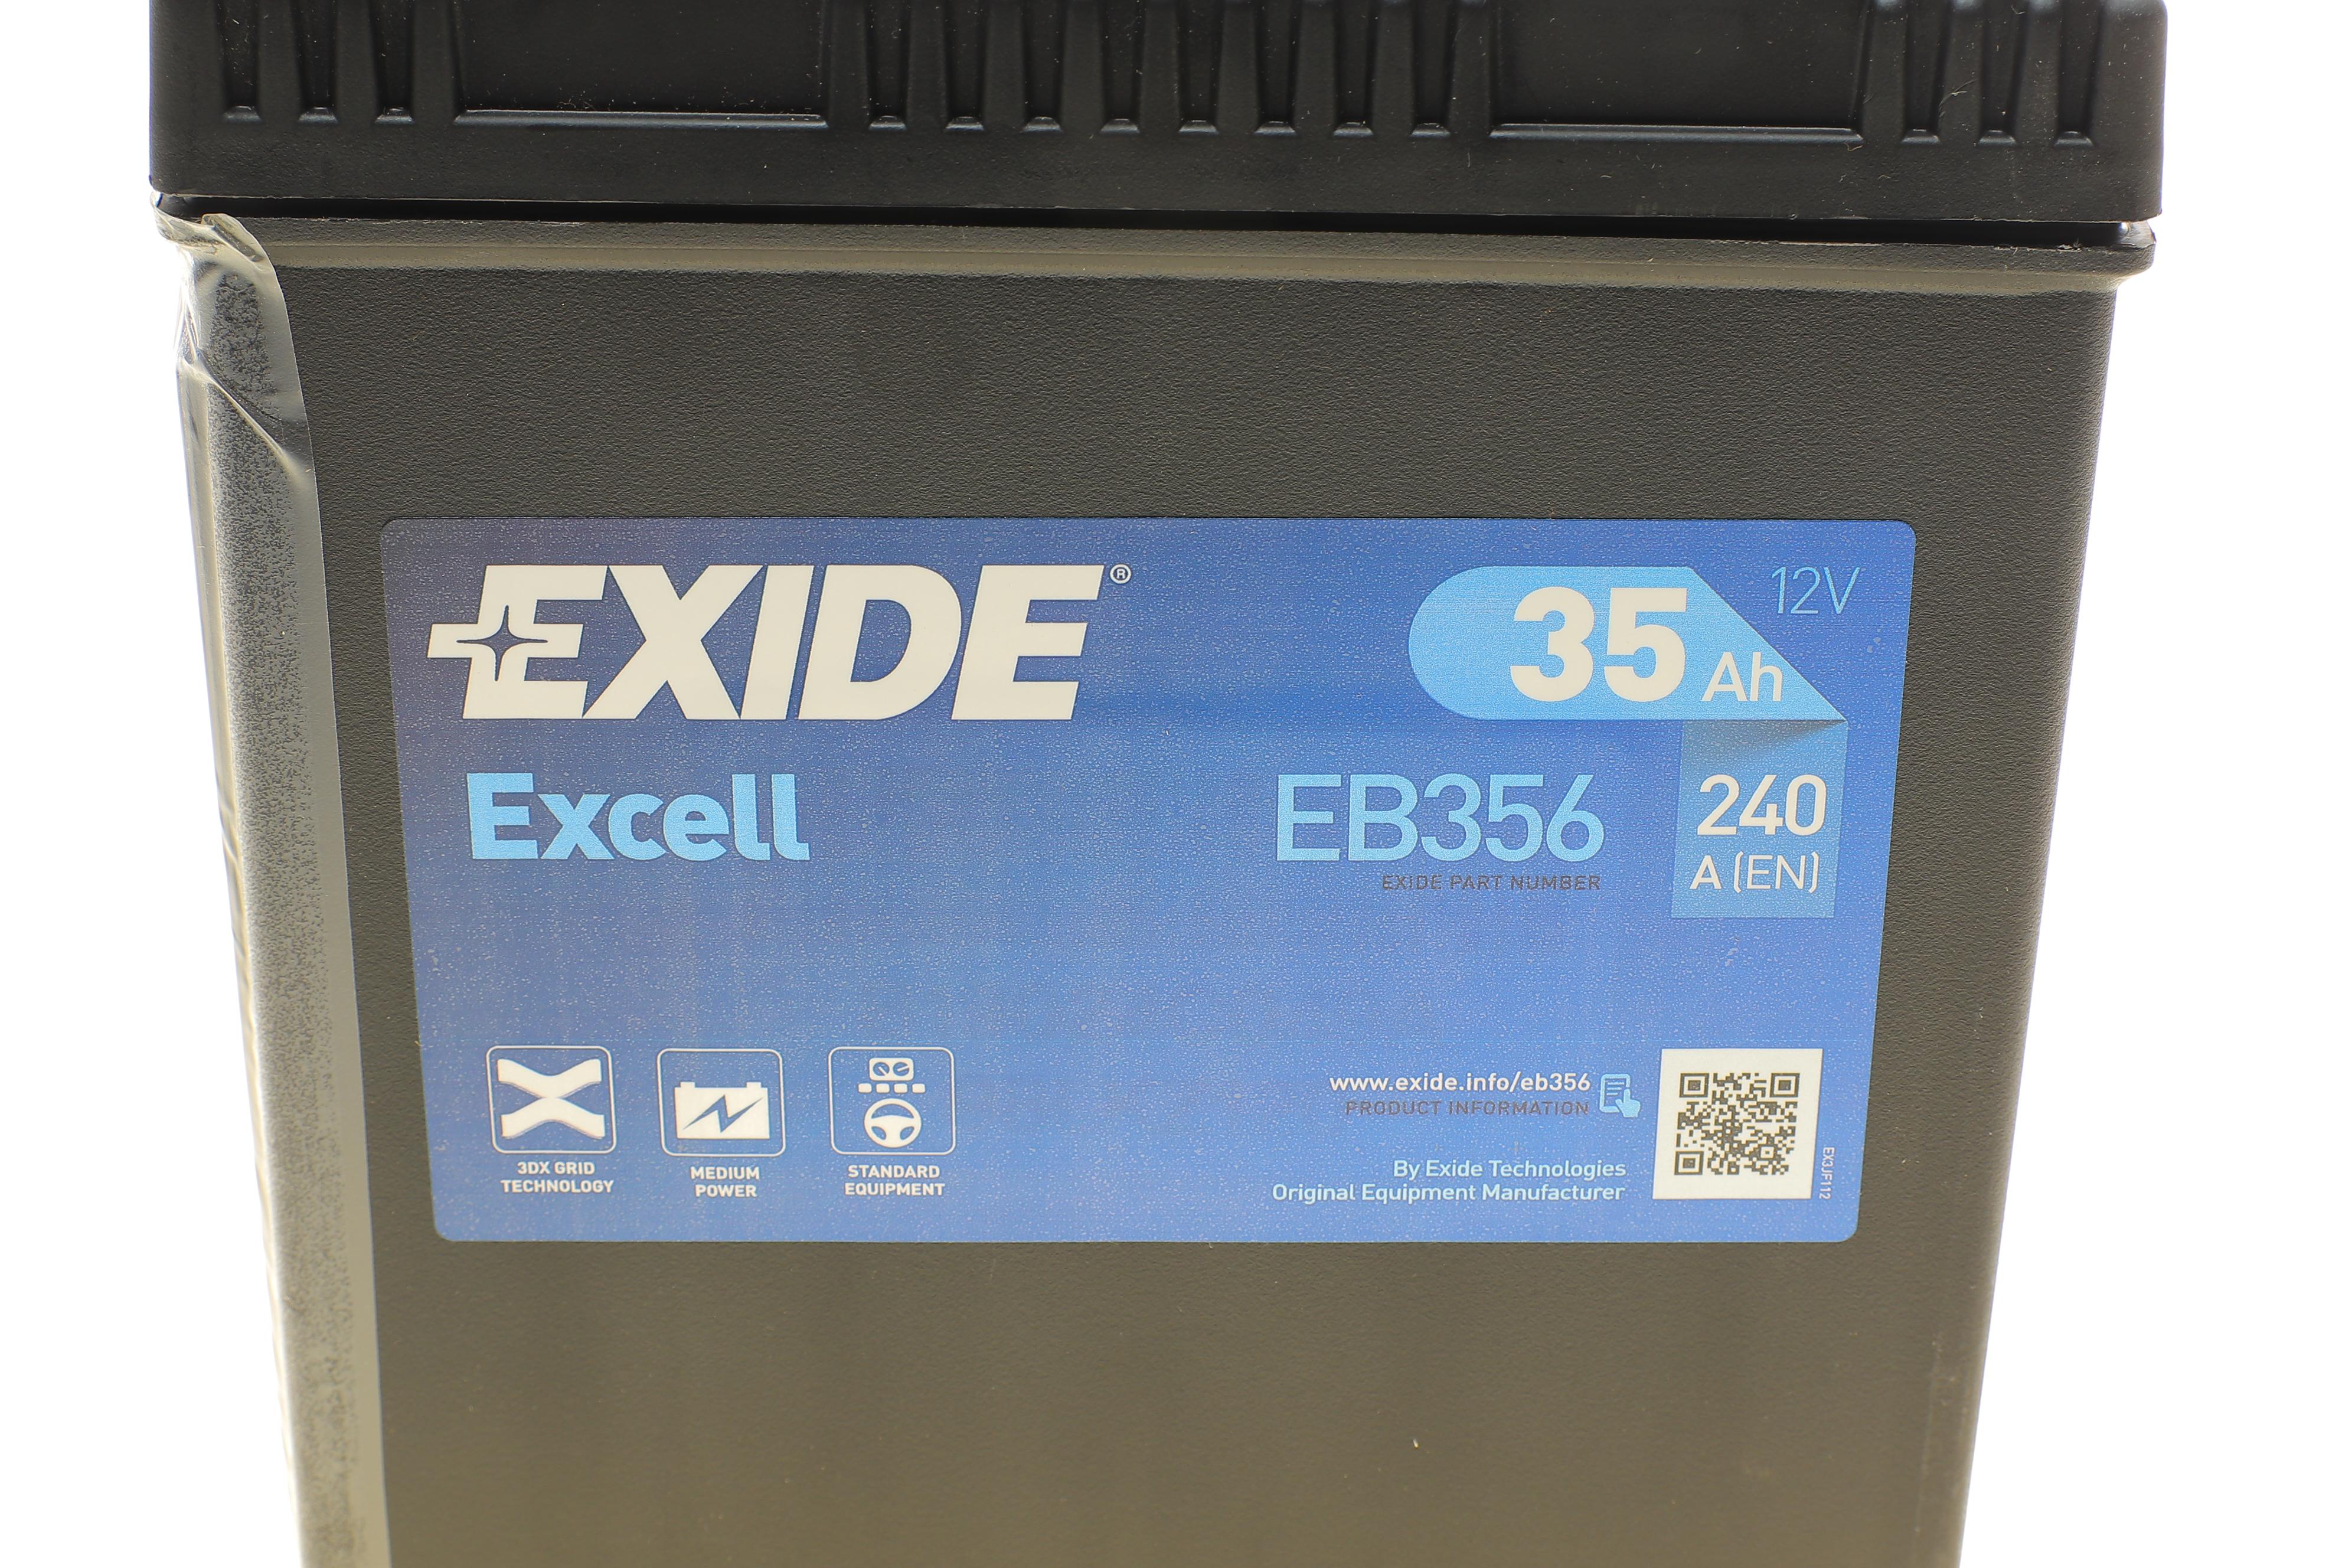 EXIDE®
35 Ah
12V
Excell
EB356
EXIDE PART NUMBER
240
A (EN)
3DX GRID
TECHNOLOGY
MEDIUM
POWER
STANDARD
EQUIPMENT
www.exide.info/eb356
PRODUCT INFORMATION
By Exide Technologies
Original Equipment Manufacturer
EX3JF112